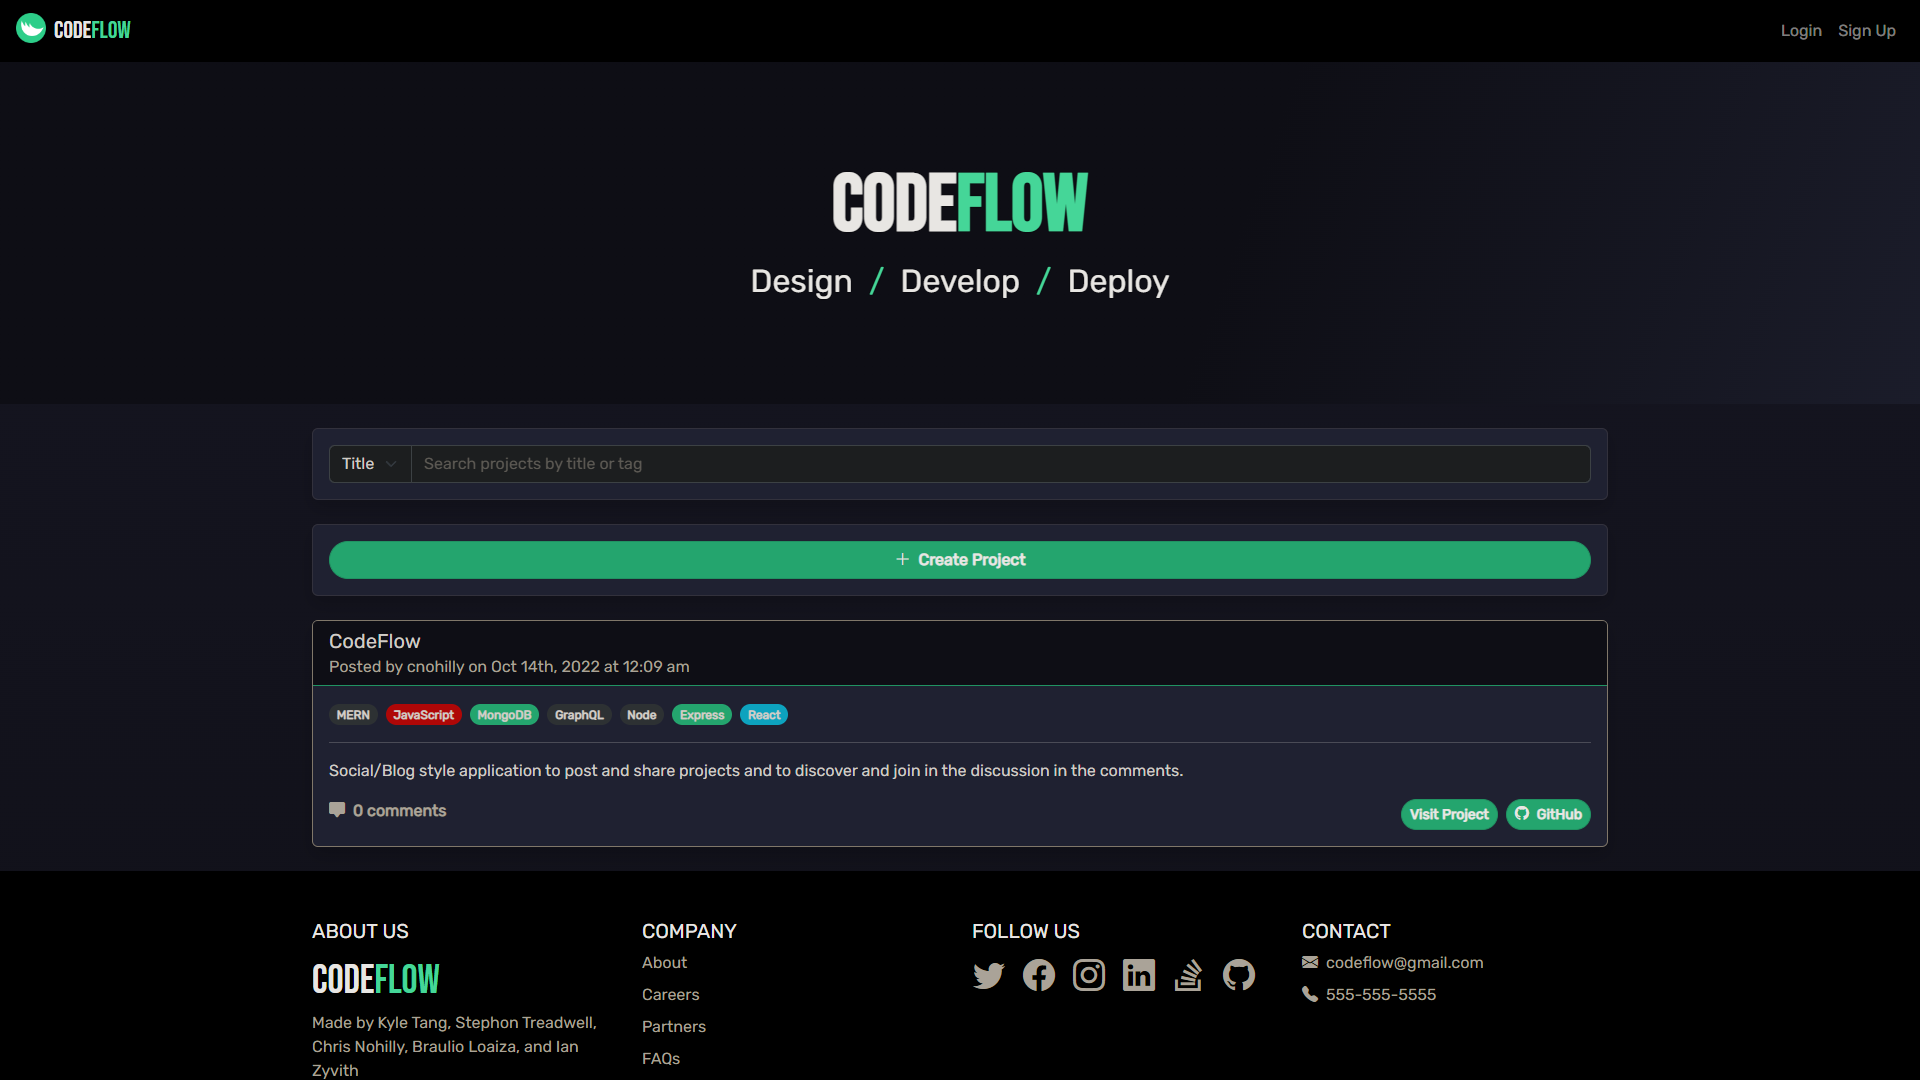 CODEFLOW
Login Sign Up
CODEFLOW
Design / Develop / Deploy
Title Search projects by title or tag
+ Create Project
CodeFlow
Posted by cnohilly on Oct 14th, 2022 at 12:09 am
MERN JavaScript MongoDB GraphQL Node Express React
Social/Blog style application to post and share projects and to discover and join in the discussion in the comments.
0 comments Visit Project GitHub
ABOUT US
CODEFLOW
Made by Kyle Tang, Stephon Treadwell,
Chris Nohilly, Braulio Loaiza, and Ian
Zyvith
COMPANY
About
Careers
Partners
FAQs
FOLLOW US
CONTACT
codeflow@gmail.com
555-555-5555